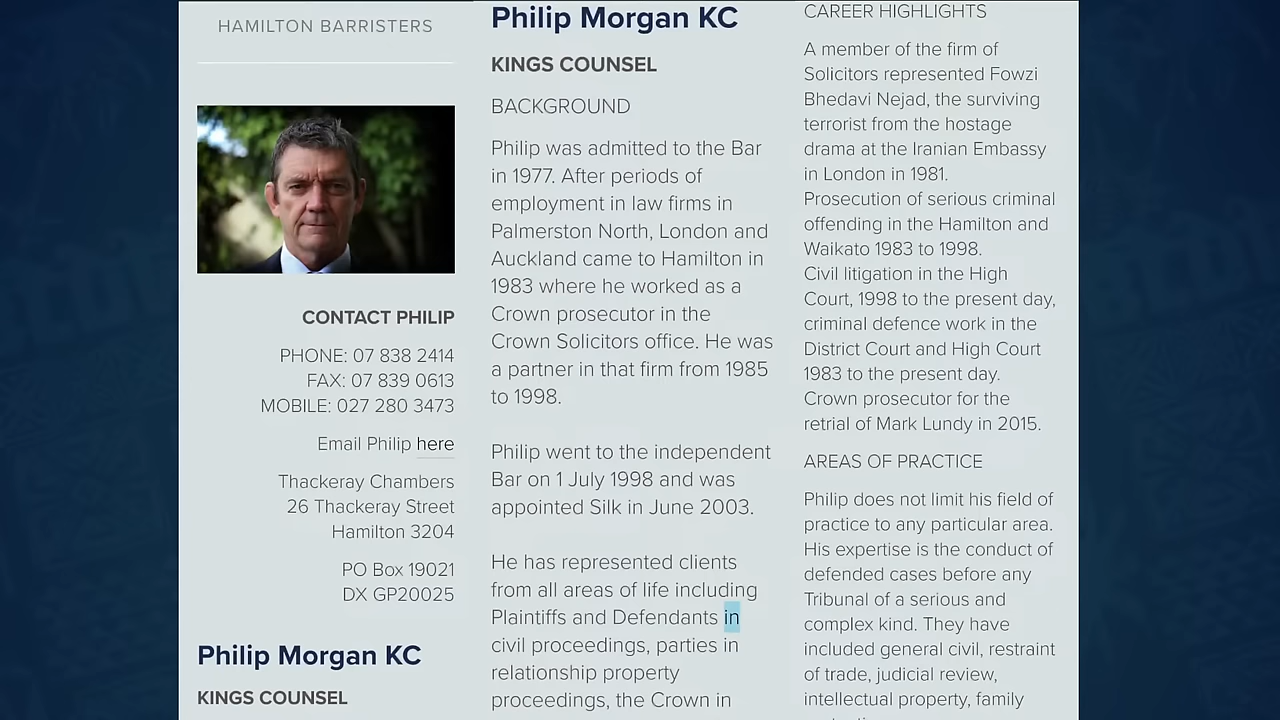 HAMILTON BARRISTERS
CONTACT PHILIP
PHONE: 07 838 2414
FAX: 07 839 0613
MOBILE: 027 280 3473
Email Philip here
Thackeray Chambers
26 Thackeray Street
Hamilton 3204
PO Box 19021
DX GP20025
Philip Morgan KC
KINGS COUNSEL
Philip Morgan KC
KINGS COUNSEL
BACKGROUND
Philip was admitted to the Bar
in 1977. After periods of
employment in law firms in
Palmerston North, London and
Auckland came to Hamilton in
1983 where he worked as a
Crown prosecutor in the
Crown Solicitors office. He was
a partner in that firm from 1985
to 1998.
Philip went to the independent
Bar on 1 July 1998 and was
appointed Silk in June 2003.
He has represented clients
from all areas of life including
Plaintiffs and Defendants in
civil proceedings, parties in
relationship property
proceedings, the Crown in
CAREER HIGHLIGHTS
A member of the firm of
Solicitors represented Fowzi
Bhedavi Nejad, the surviving
terrorist from the hostage
drama at the Iranian Embassy
in London in 1981.
Prosecution of serious criminal
offending in the Hamilton and
Waikato 1983 to 1998.
Civil litigation in the High
Court, 1998 to the present day,
criminal defence work in the
District Court and High Court
1983 to the present day.
Crown prosecutor for the
retrial of Mark Lundy in 2015.
AREAS OF PRACTICE
Philip does not limit his field of
practice to any particular area.
His expertise is the conduct of
defended cases before any
Tribunal of a serious and
complex kind. They have
included general civil, restraint
of trade, judicial review,
intellectual property, family